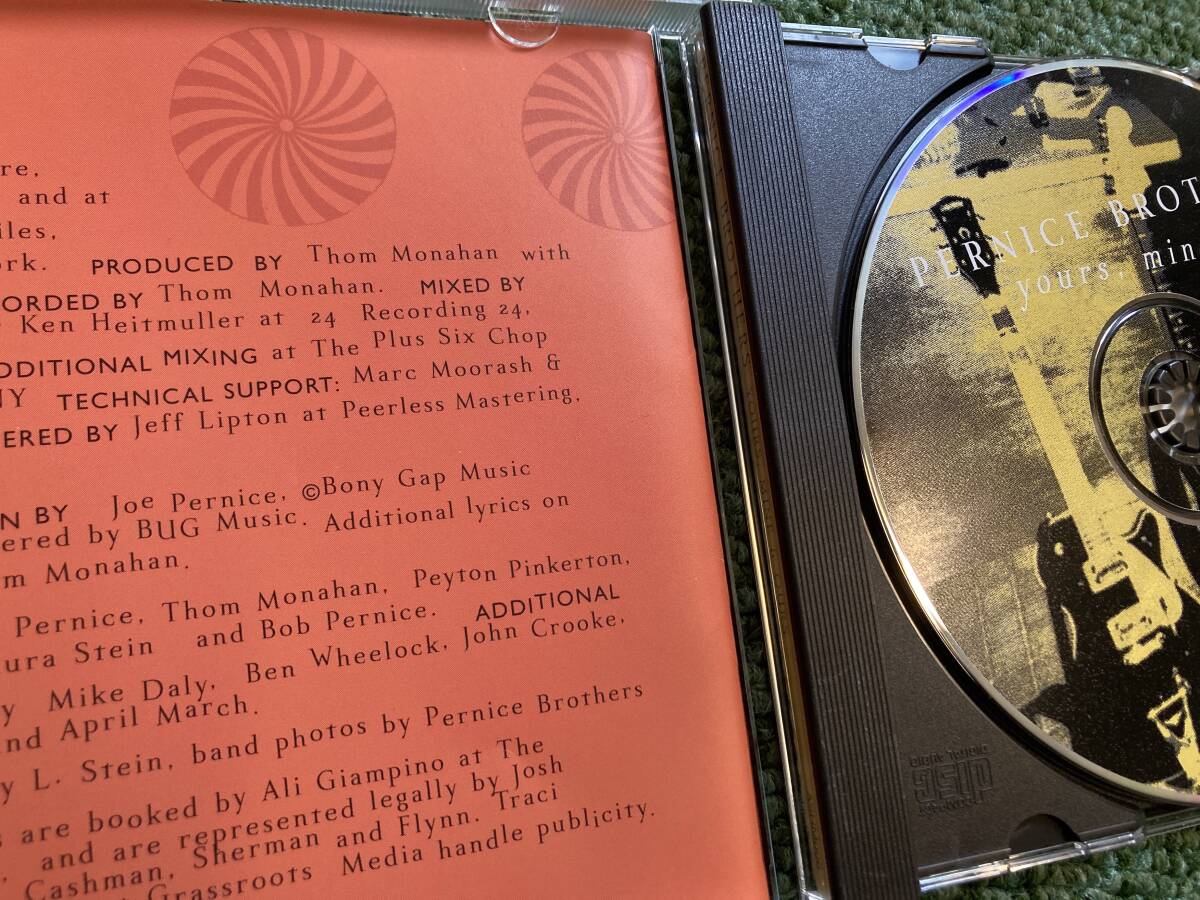 re,
and at
iles,
ork. PRODUCED BY Thom Monahan with
ORDED BY Thom Monahan. MIXED BY
Ken Heitmuller at 24 Recording 24,
DDITIONAL MIXING at The Plus Six Chop
NY TECHNICAL SUPPORT: Marc Moorash &
ERED BY Jeff Lipton at Peerless Mastering,
N BY Joe Pernice, ©Bony Gap Music
ered by BUG Music. Additional lyrics on
m Monahan.
Pernice, Thom Monahan, Peyton Pinkerton,
ura Stein and Bob Pernice. ADDITIONAL
y Mike Daly, Ben Wheelock, John Crooke,
nd April March.
y L. Stein, band photos by Pernice Brothers
s are booked by Ali Giampino at The
, and are represented legally by Josh
Cashman, Sherman and Flynn. Traci
Grassroots Media handle publicity.
PERNICE BROT
yours, min